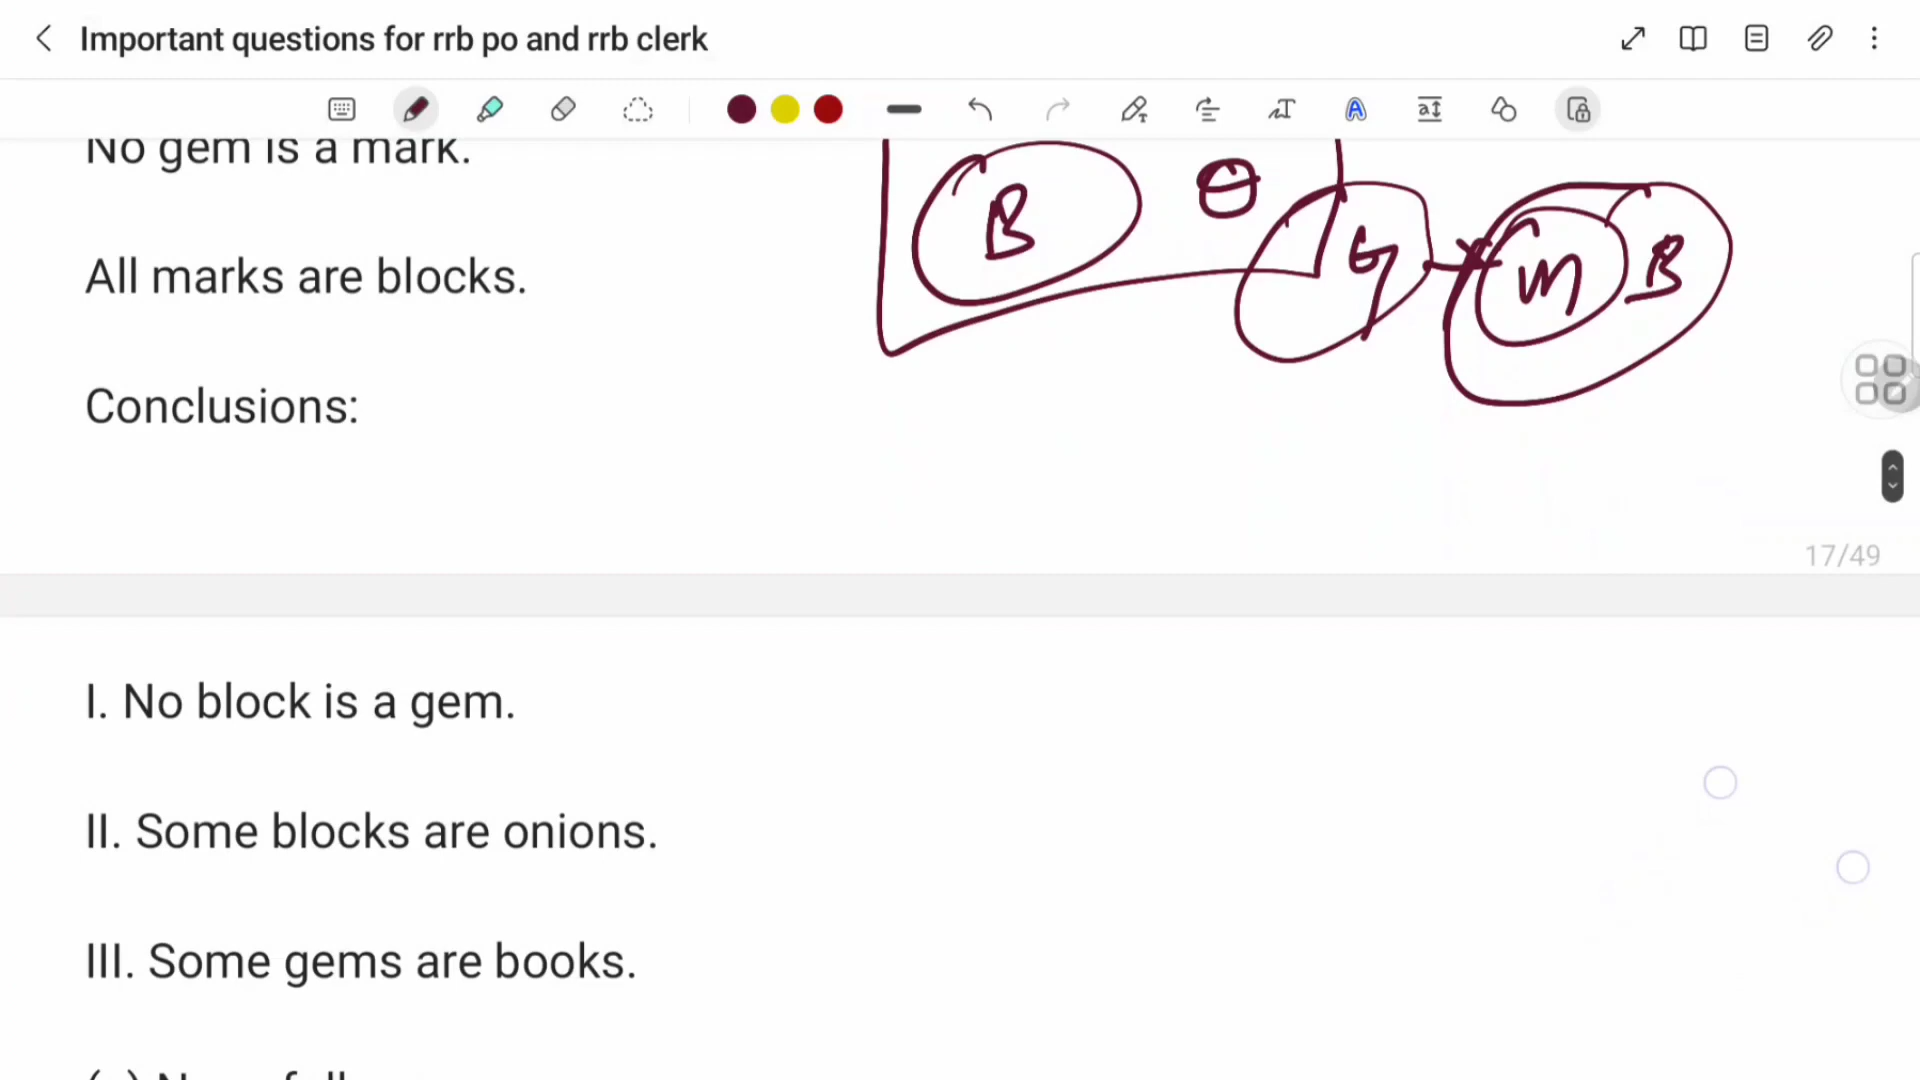 Important questions for rrb po and rrb clerk
No gem is a mark.
B θ G m B
All marks are blocks.
Conclusions:
17/49
I. No block is a gem.
II. Some blocks are onions.
III. Some gems are books.